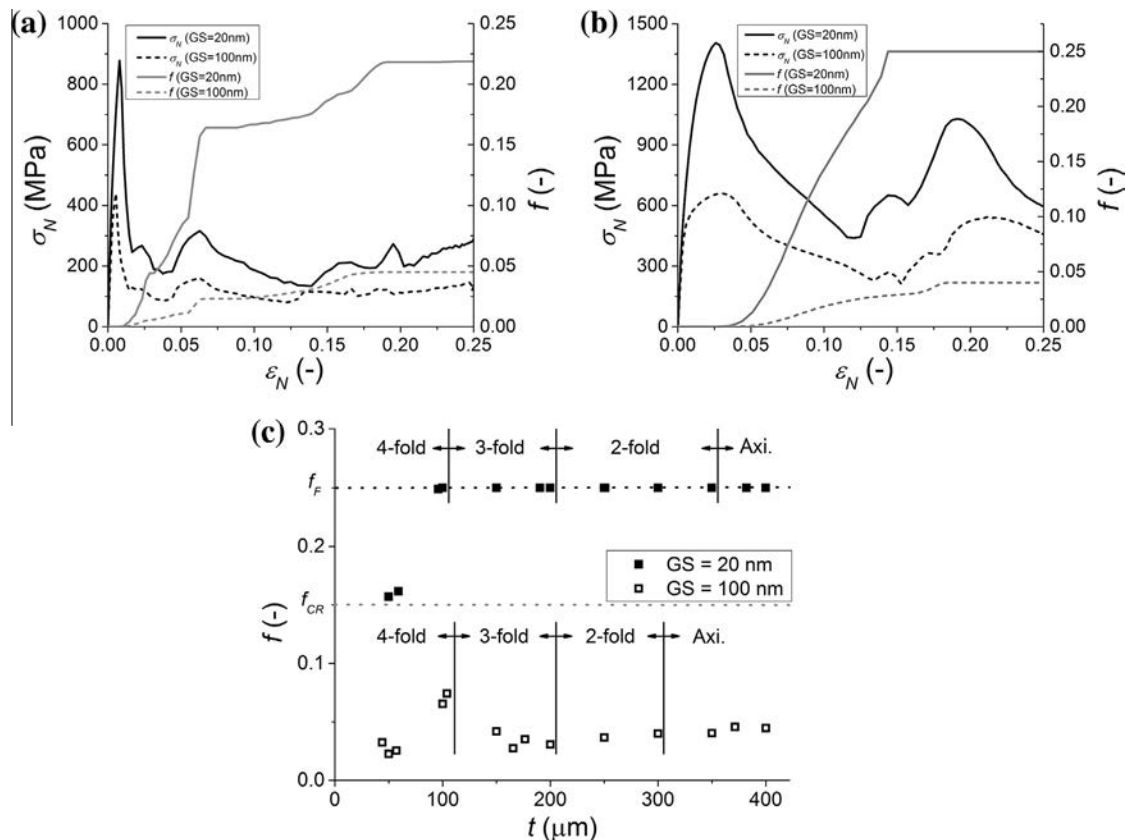 (a)
1000
800
600
400
200
0
σN (MPa)
σN (GS=20nm)
σN (GS=100nm)
f (GS=20nm)
f (GS=100nm)
0.25
0.20
0.15
0.10
0.05
0.00
f (-)
0.00 0.05 0.10 0.15 0.20 0.25
εN (-)
(b)
1500
1200
900
600
300
0
σN (MPa)
σN (GS=20nm)
σN (GS=100nm)
f (GS=20nm)
f (GS=100nm)
0.25
0.20
0.15
0.10
0.05
0.00
f (-)
0.00 0.05 0.10 0.15 0.20 0.25
εN (-)
(c)
0.3
fF
0.2
fCR
0.1
0.0
f (-)
4-fold 3-fold 2-fold Axi.
GS = 20 nm
GS = 100 nm
4-fold 3-fold 2-fold Axi.
0 100 200 300 400
t (μm)